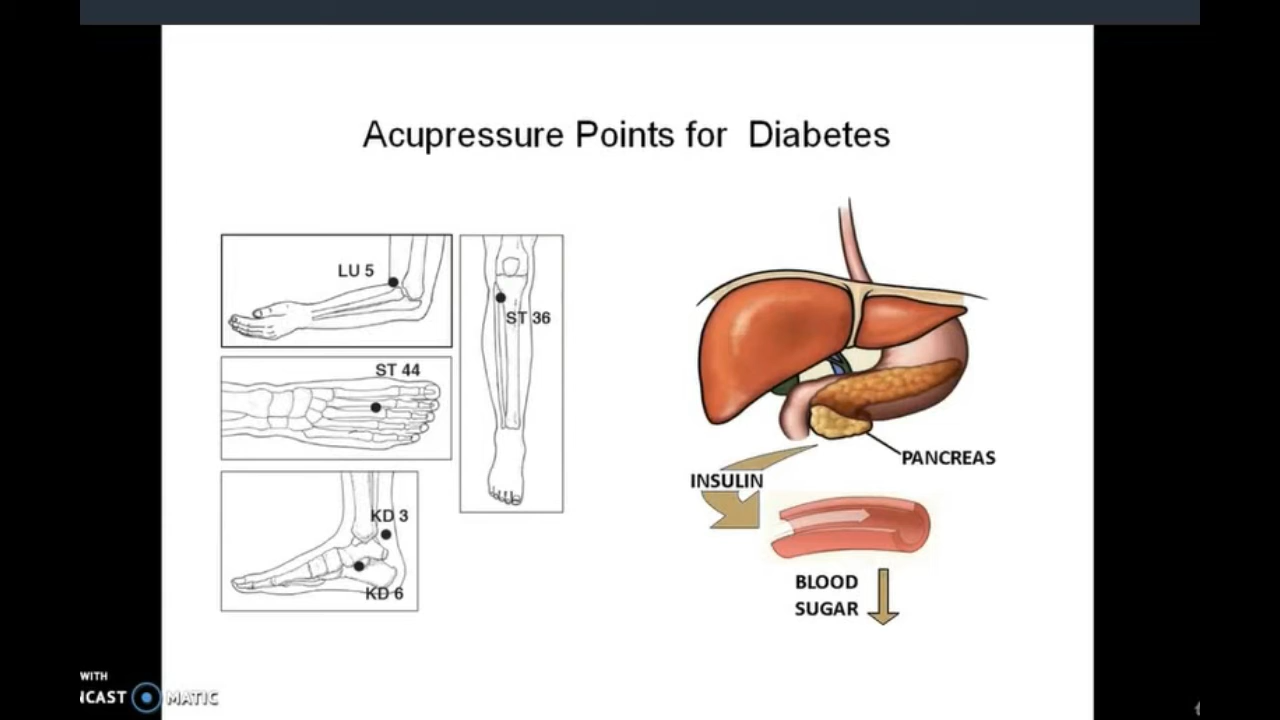 Acupressure Points for Diabetes
LU 5
ST 36
ST 44
KD 3
KD 6
PANCREAS
INSULIN
BLOOD
SUGAR
WITH
CAST MATIC